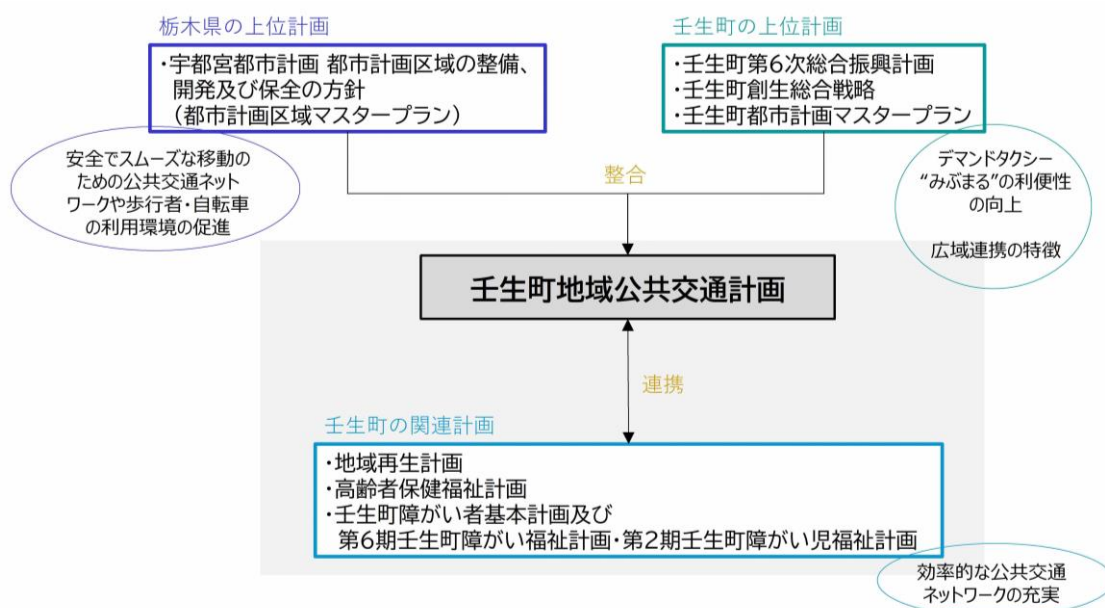 栃木県の上位計画
・宇都宮都市計画 都市計画区域の整備、
開発及び保全の方針
（都市計画区域マスタープラン）
安全でスムーズな移動の
ための公共交通ネット
ワークや歩行者・自転車
の利用環境の促進
壬生町の上位計画
・壬生町第6次総合振興計画
・壬生町創生総合戦略
・壬生町都市計画マスタープラン
デマンドタクシー
“みぶまる”の利便性
の向上
広域連携の特徴
整合
壬生町地域公共交通計画
連携
壬生町の関連計画
・地域再生計画
・高齢者保健福祉計画
・壬生町障がい者基本計画及び
第6期壬生町障がい福祉計画・第2期壬生町障がい児福祉計画
効率的な公共交通
ネットワークの充実